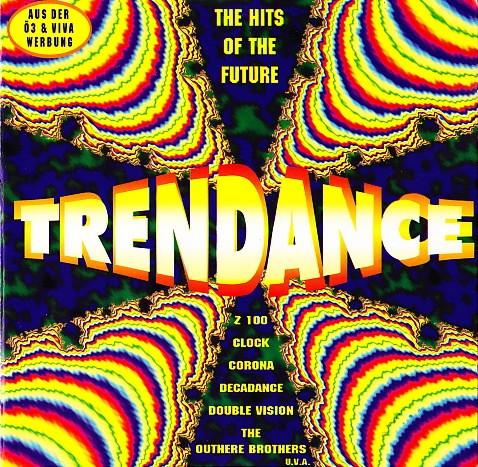 AUS DER
Ö3 & VIVA
WERBUNG
THE HITS
OF THE
FUTURE
TRENDANCE
Z 100
CLOCK
CORONA
DECADANCE
DOUBLE VISION
THE
OUTHERE BROTHERS
U.V.A.